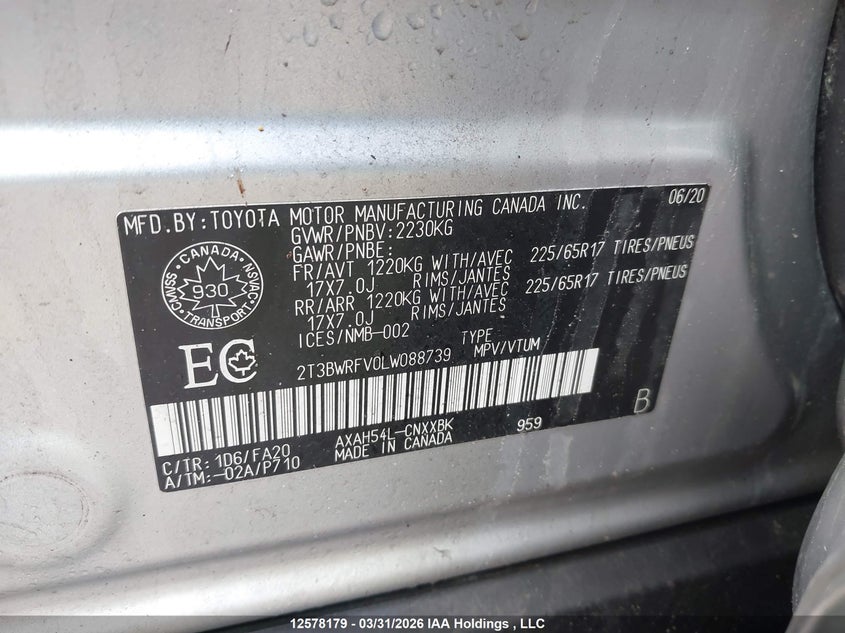 MFD.BY:TOYOTA MOTOR MANUFACTURING CANADA INC. 06/20
GVWR/PNBV:2230KG
GAWR/PNBE:
FR/AVT 1220KG WITH/AVEC 225/65R17 TIRES/PNEUS
17X7.0J RIMS/JANTES
RR/ARR 1220KG WITH/AVEC 225/65R17 TIRES/PNEUS
17X7.0J RIMS/JANTES
ICES/NMB-002 TYPE
2T3BWRFV0LW088739 MPV/VTUM
CANADA
CMVSS 930 NSVAC
TRANSPORT
EC
B
C/TR: 1D6/FA20 AXAH54L-CNXXBK 959
A/TM:-02A/P710 MADE IN CANADA
12578179 - 03/31/2026 IAA Holdings , LLC